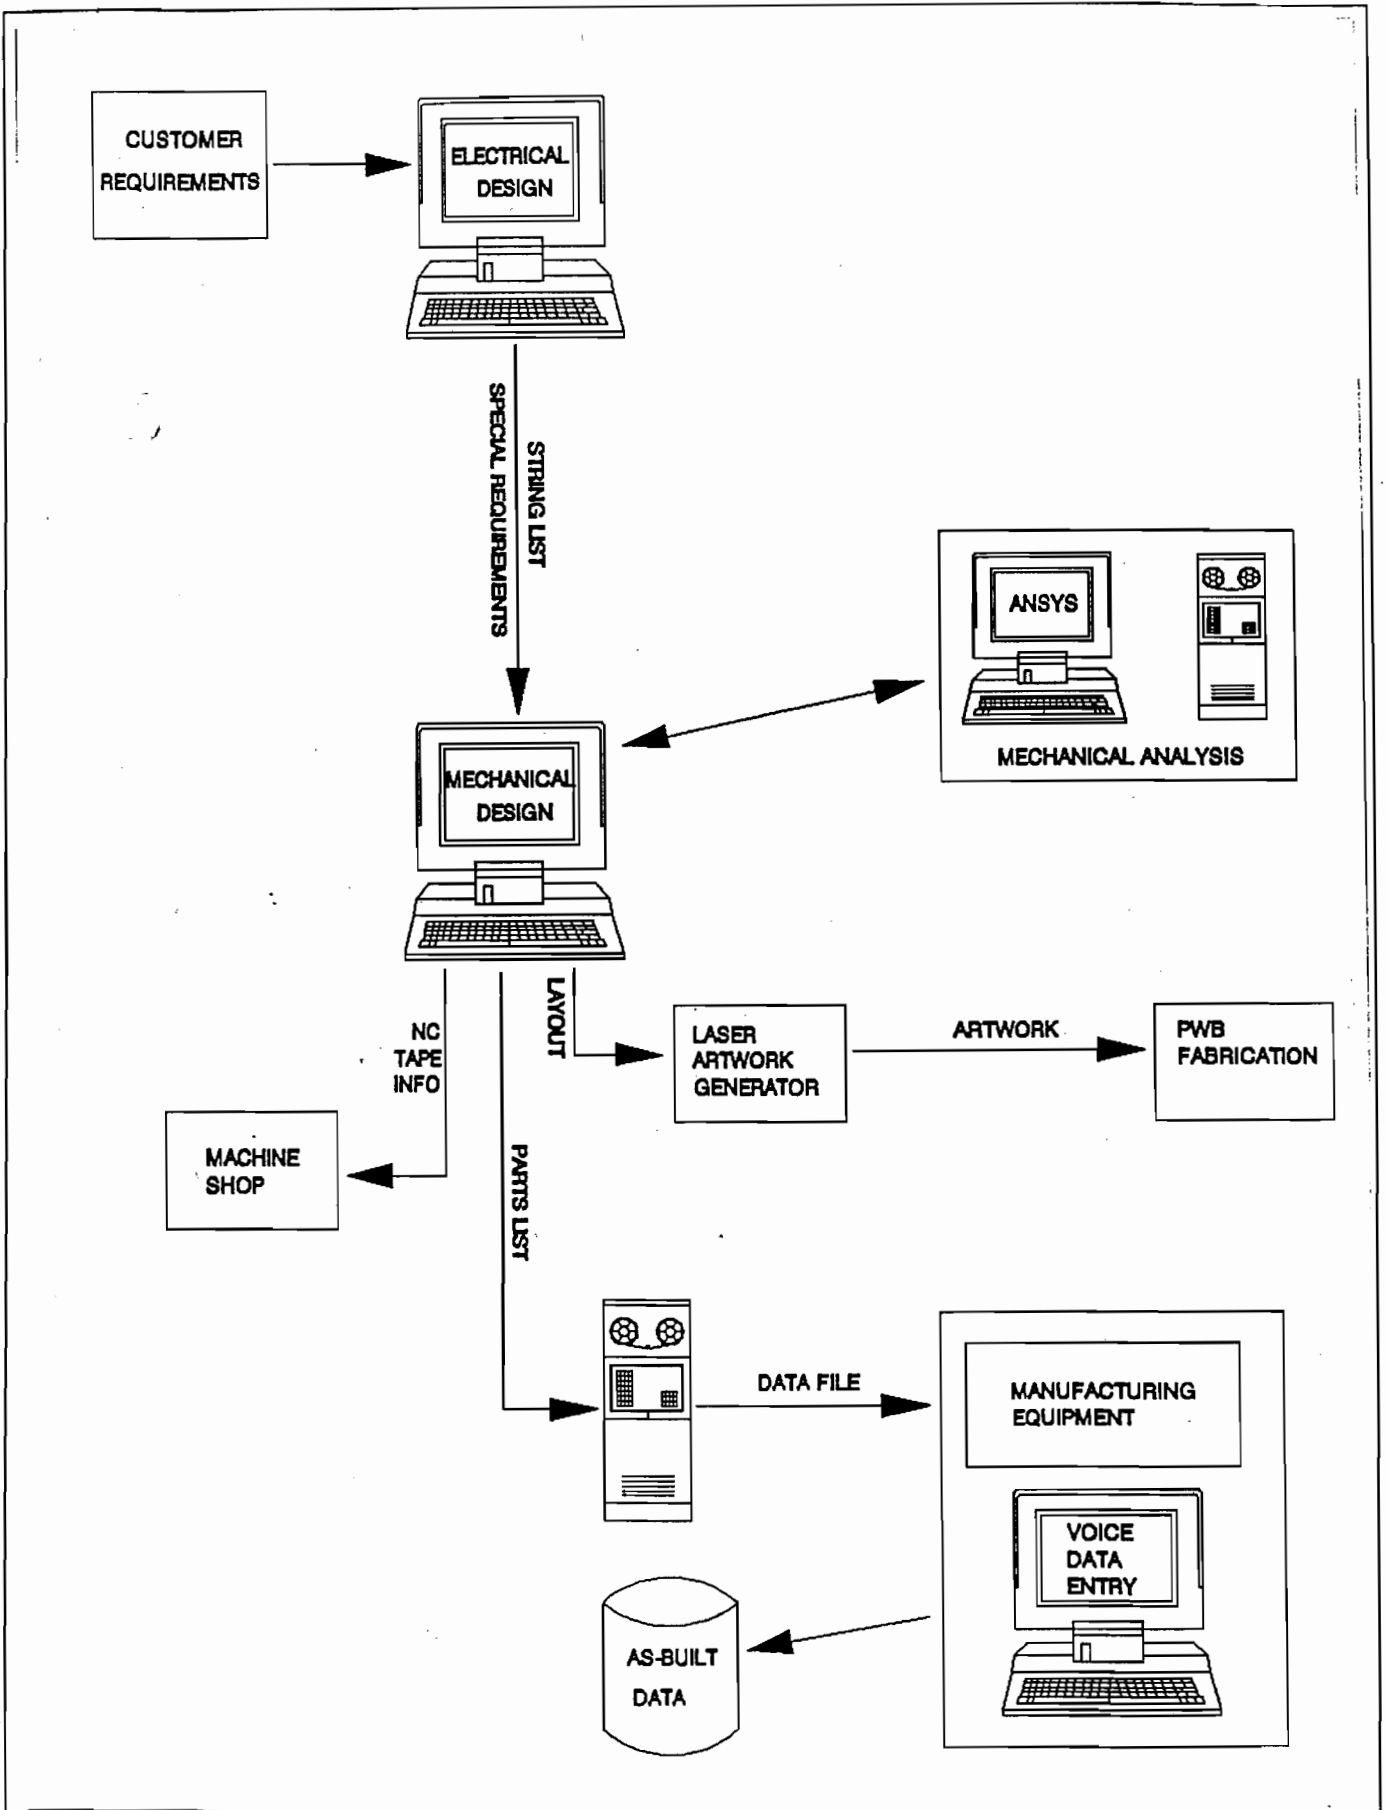 CUSTOMER
REQUIREMENTS
ELECTRICAL
DESIGN
SPECIAL REQUIREMENTS
STRING LIST
ANSYS
MECHANICAL ANALYSIS
MECHANICAL
DESIGN
NC
TAPE
INFO
LAYOUT
LASER
ARTWORK
GENERATOR
ARTWORK
PWB
FABRICATION
MACHINE
SHOP
PARTS LIST
DATA FILE
MANUFACTURING
EQUIPMENT
VOICE
DATA
ENTRY
AS-BUILT
DATA